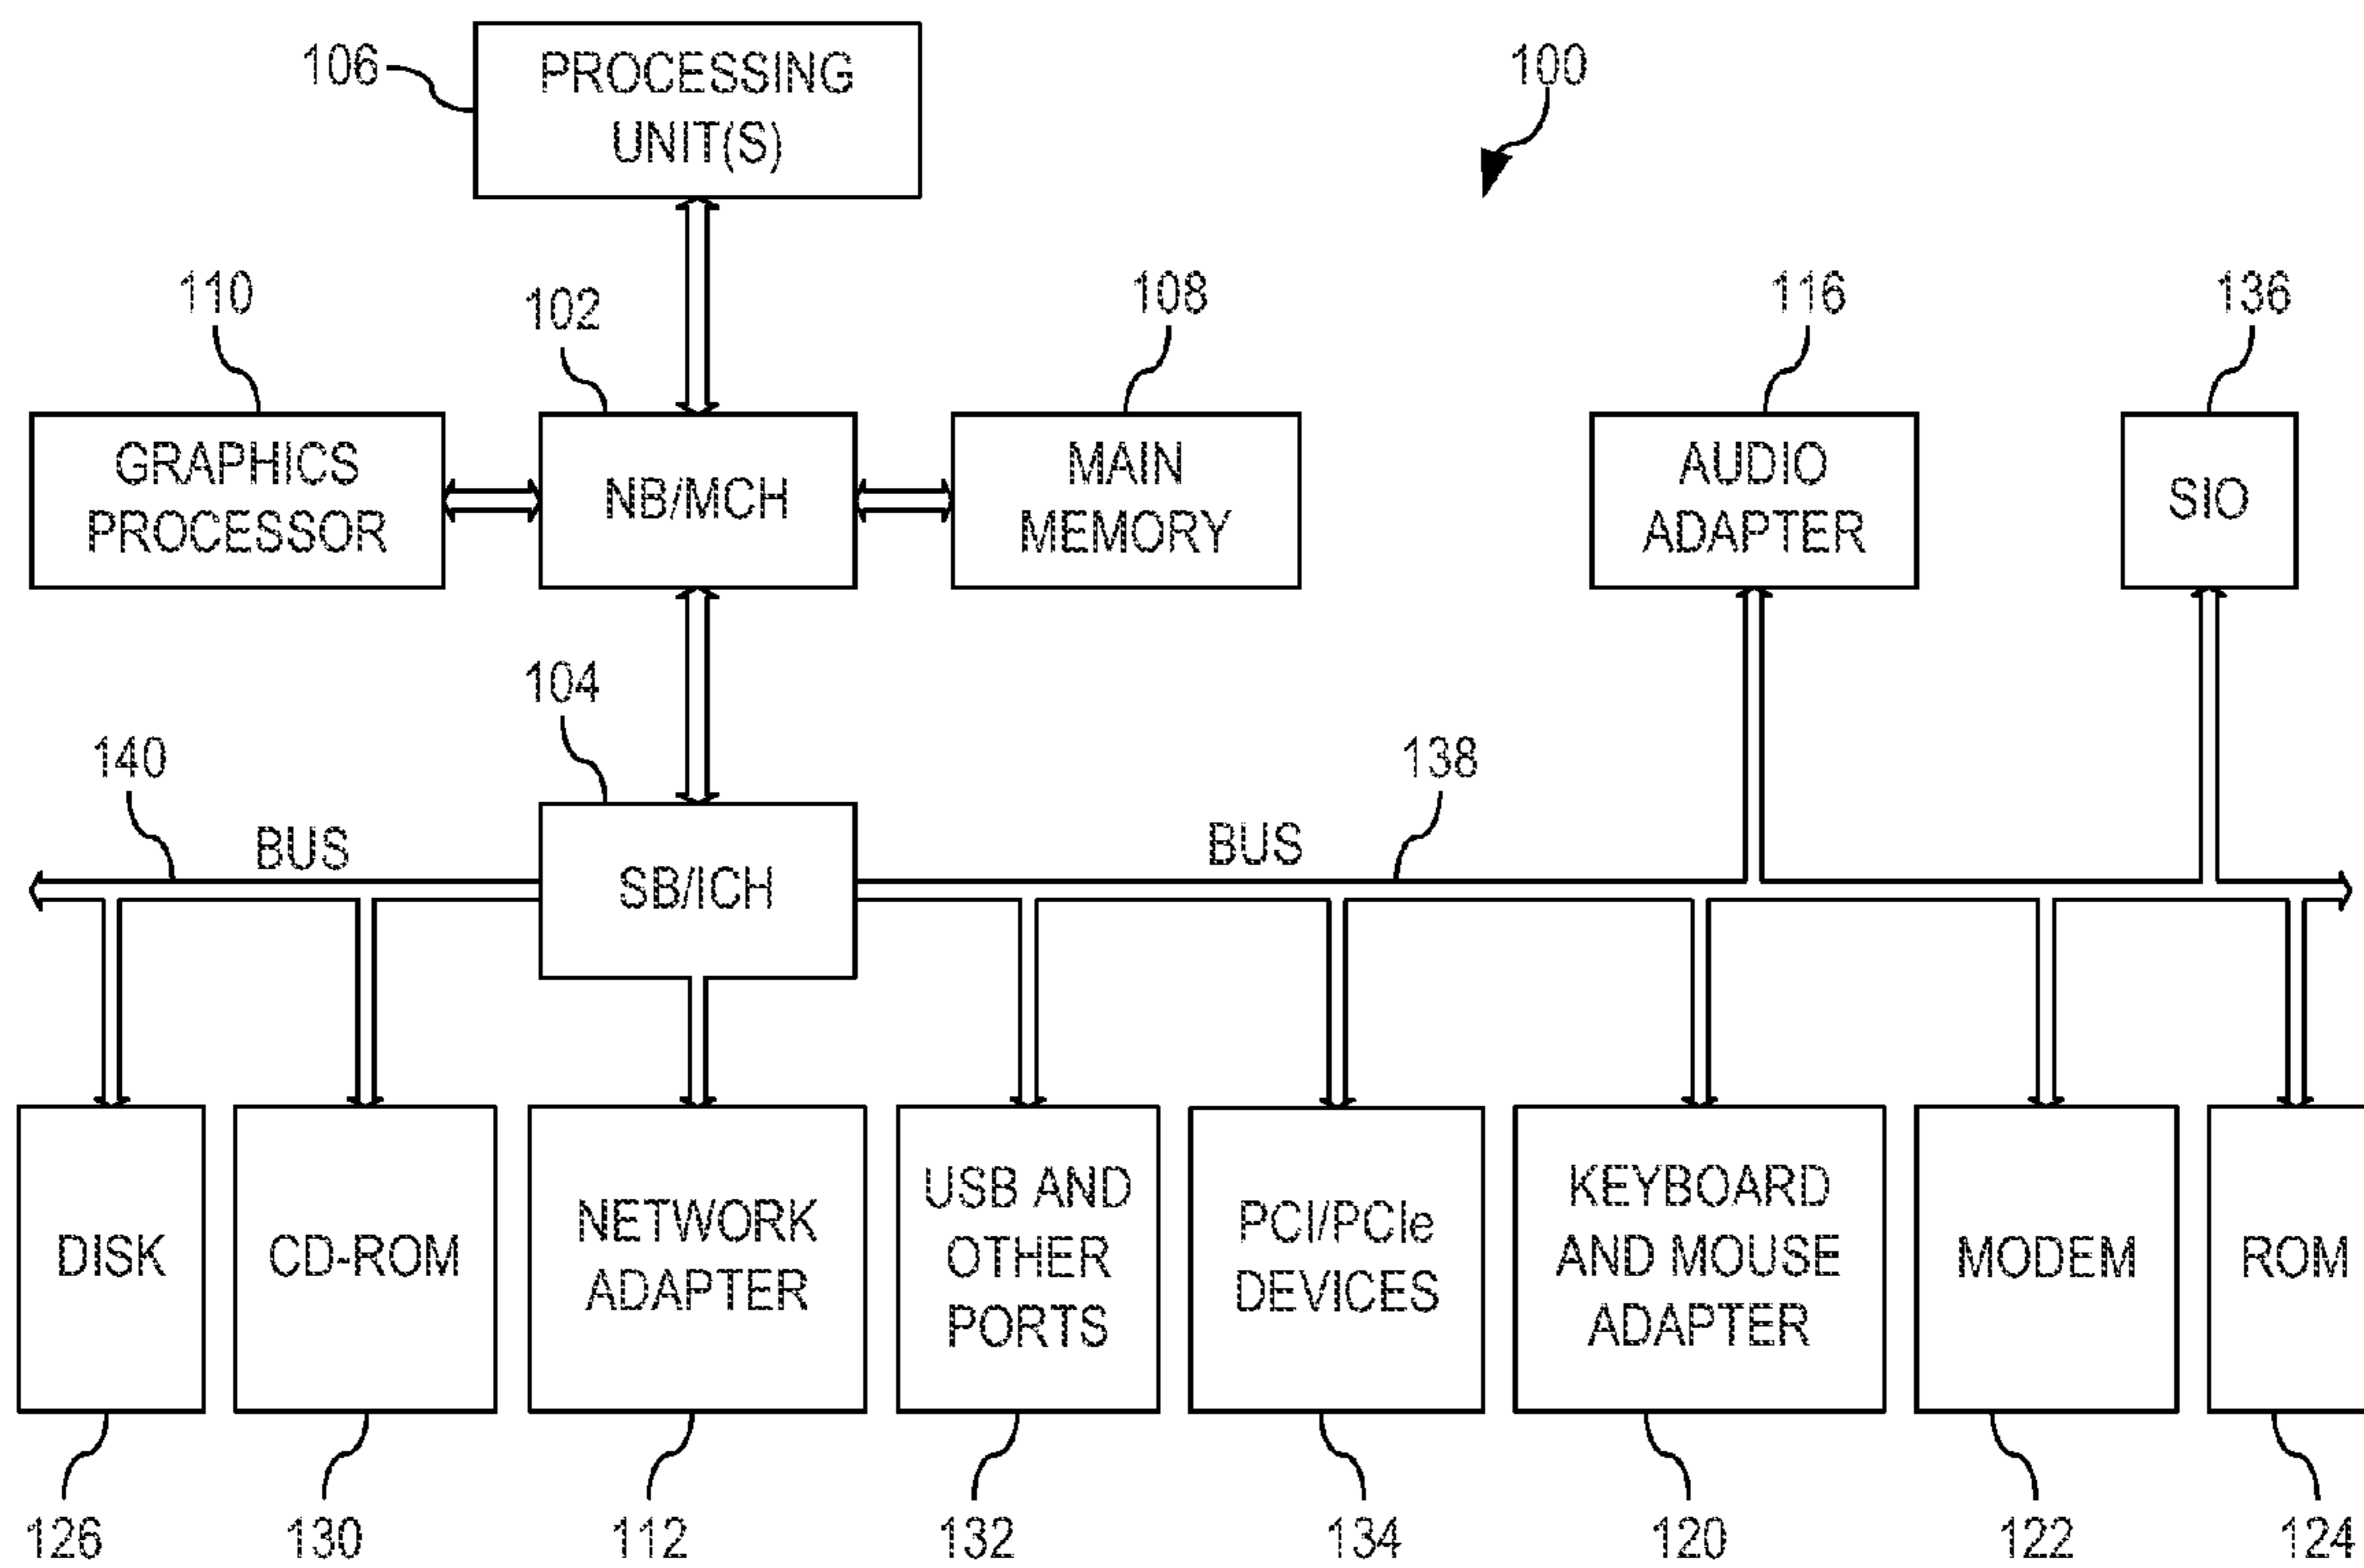 106
PROCESSING
UNIT(S)
100
110
102
108
116
136
GRAPHICS
PROCESSOR
NB/MCH
MAIN
MEMORY
AUDIO
ADAPTER
SIO
104
140
138
BUS
BUS
SB/ICH
DISK
CD-ROM
NETWORK
ADAPTER
USB AND
OTHER
PORTS
PCI/PCIe
DEVICES
KEYBOARD
AND MOUSE
ADAPTER
MODEM
ROM
126
130
112
132
134
120
122
124